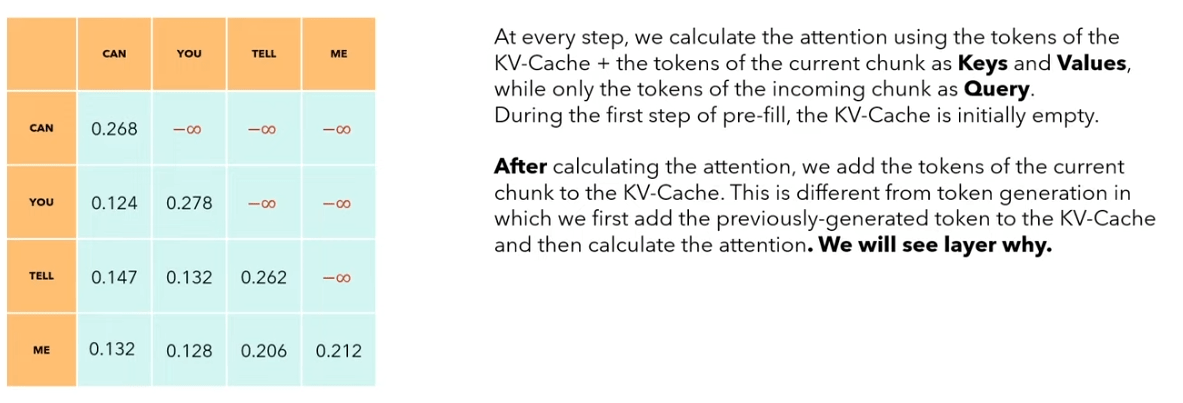 CAN YOU TELL ME
CAN 0.268 −∞ −∞ −∞
YOU 0.124 0.278 −∞ −∞
TELL 0.147 0.132 0.262 −∞
ME 0.132 0.128 0.206 0.212
At every step, we calculate the attention using the tokens of the
KV-Cache + the tokens of the current chunk as Keys and Values,
while only the tokens of the incoming chunk as Query.
During the first step of pre-fill, the KV-Cache is initially empty.
After calculating the attention, we add the tokens of the current
chunk to the KV-Cache. This is different from token generation in
which we first add the previously-generated token to the KV-Cache
and then calculate the attention. We will see layer why.